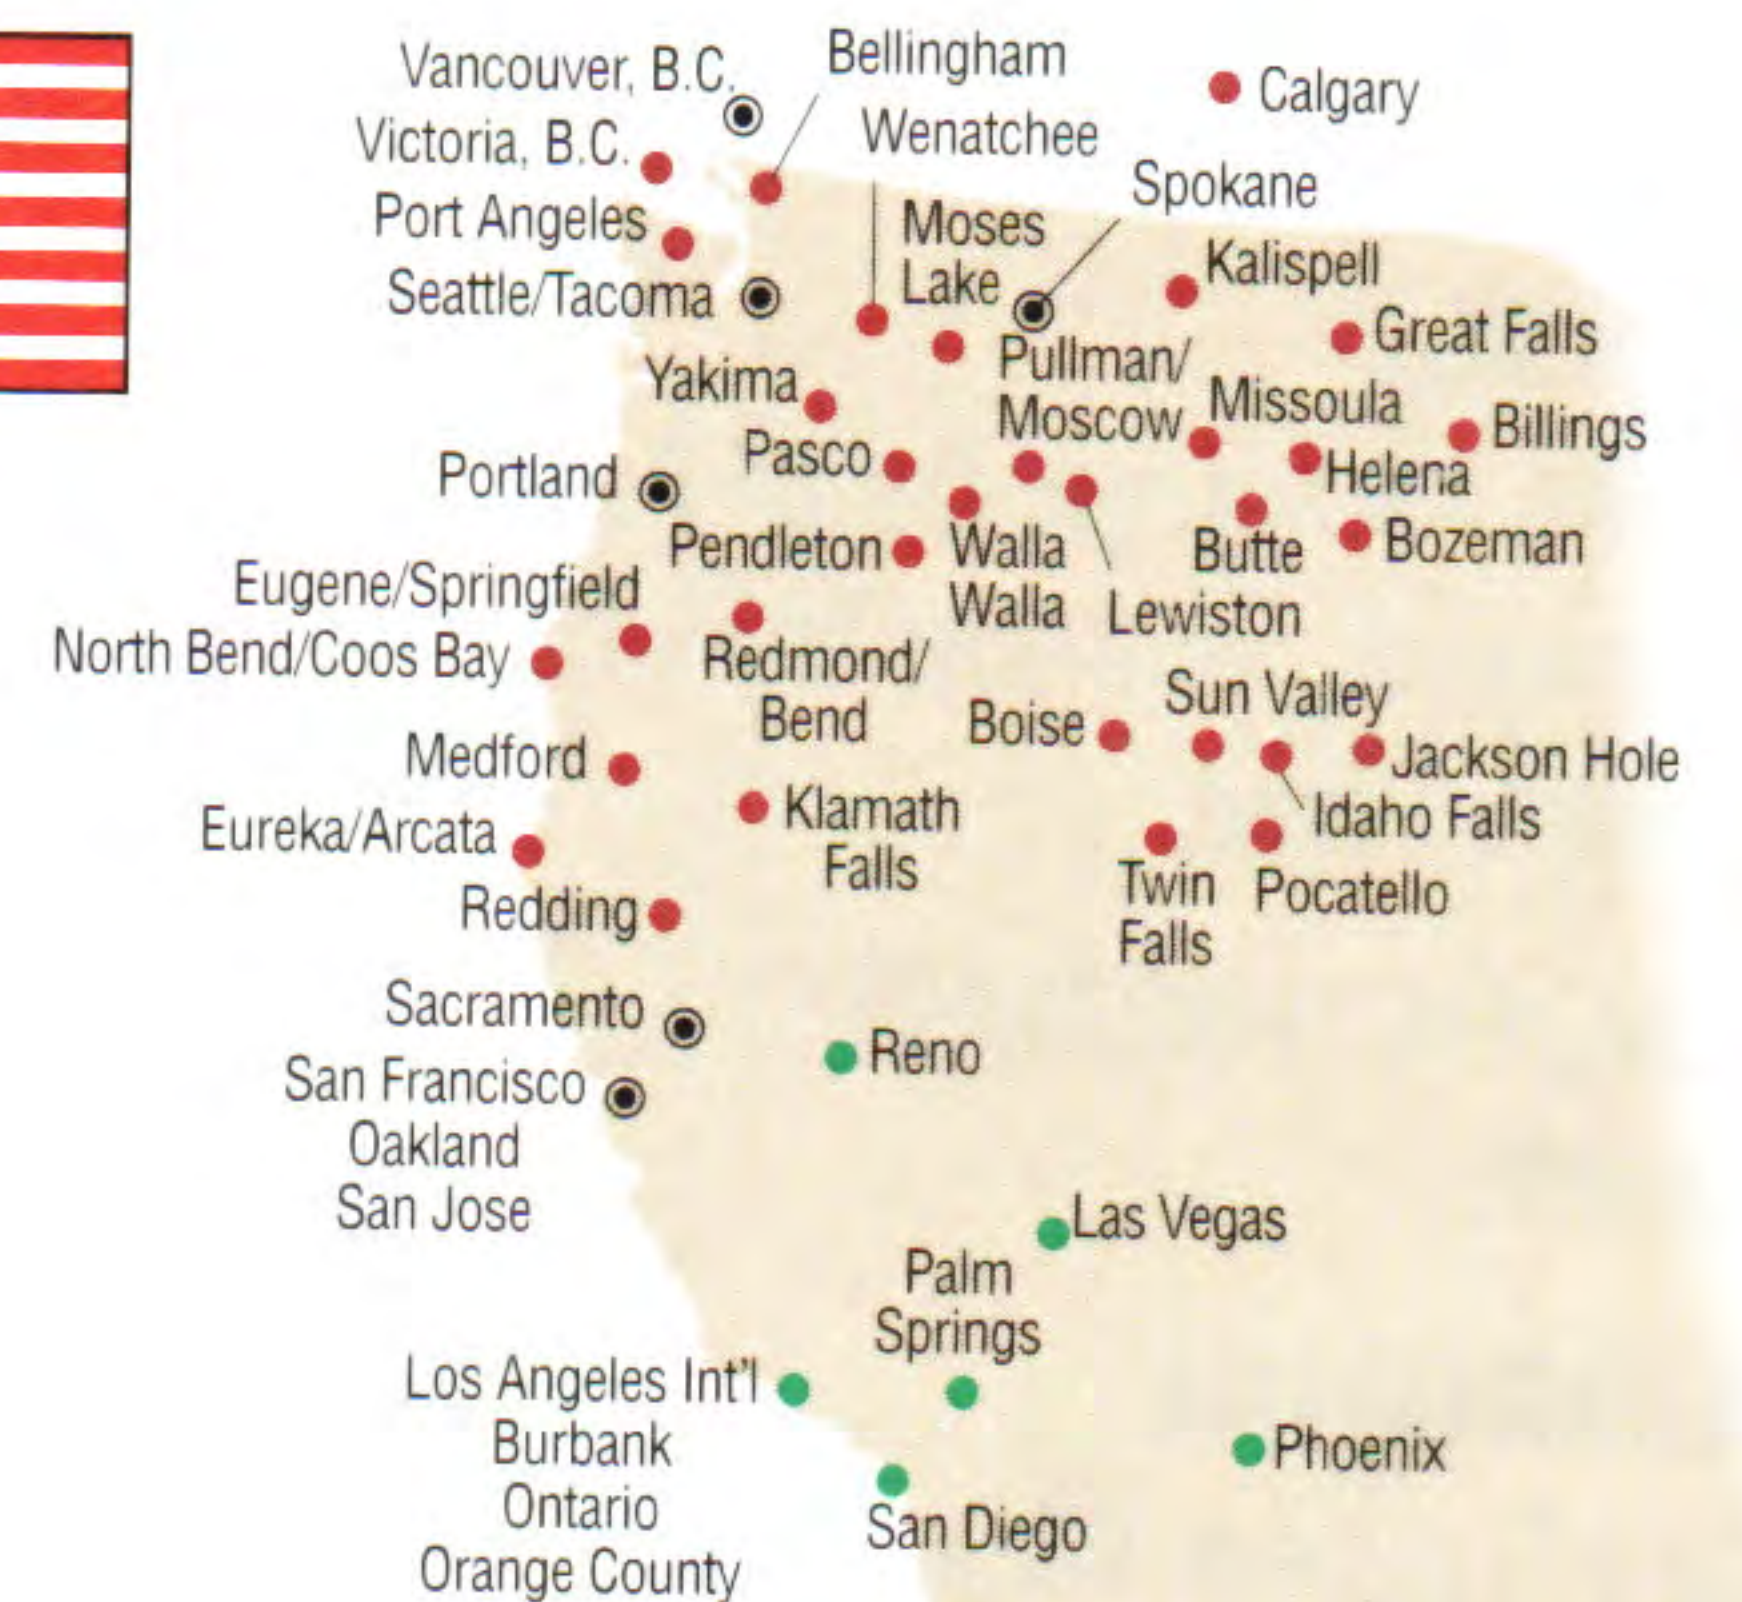 Vancouver, B.C.
Bellingham
Calgary
Victoria, B.C.
Wenatchee
Spokane
Port Angeles
Moses
Lake
Kalispell
Seattle/Tacoma
Great Falls
Yakima
Pullman/
Moscow
Missoula
Billings
Pasco
Helena
Portland
Pendleton
Walla
Walla
Butte
Bozeman
Eugene/Springfield
Lewiston
North Bend/Coos Bay
Redmond/
Bend
Boise
Sun Valley
Jackson Hole
Medford
Klamath
Falls
Idaho Falls
Eureka/Arcata
Twin
Falls
Pocatello
Redding
Sacramento
Reno
San Francisco
Oakland
San Jose
Las Vegas
Palm
Springs
Los Angeles Int'l
Burbank
Ontario
Orange County
Phoenix
San Diego